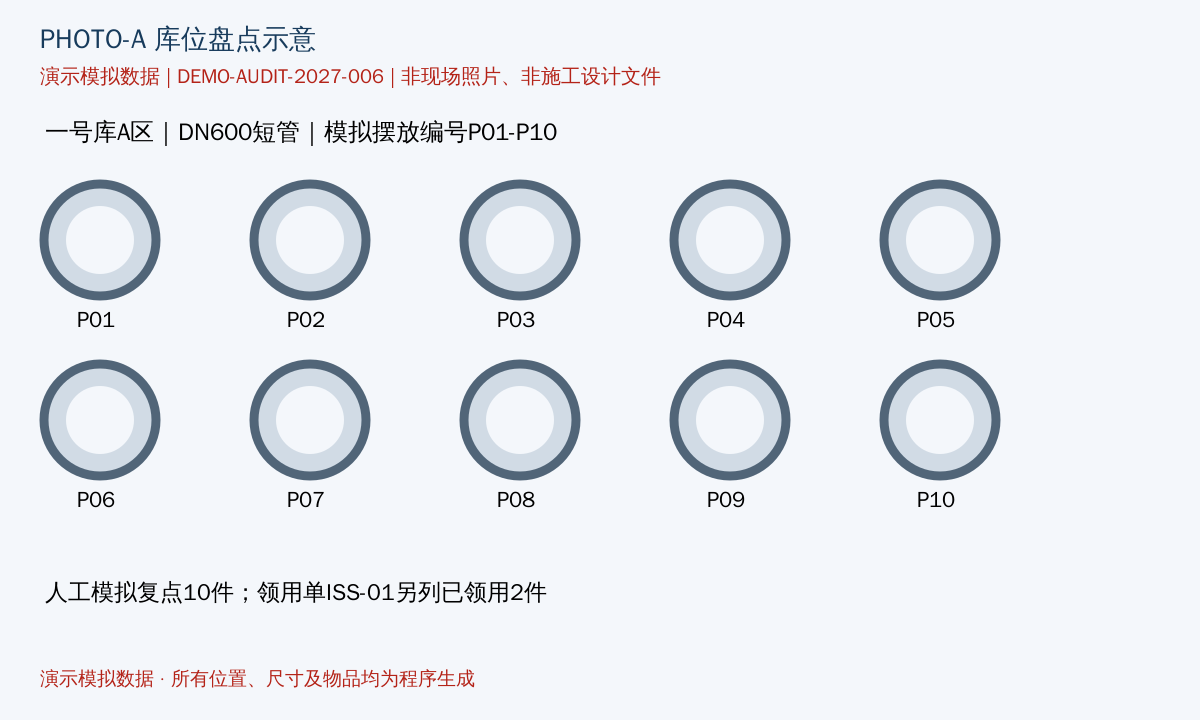 PHOTO-A 库位盘点示意
演示模拟数据 | DEMO-AUDIT-2027-006 | 非现场照片、非施工设计文件
一号库A区｜DN600短管｜模拟摆放编号P01-P10
P01 P02 P03 P04 P05
P06 P07 P08 P09 P10
人工模拟复点10件；领用单ISS-01另列已领用2件
演示模拟数据 · 所有位置、尺寸及物品均为程序生成